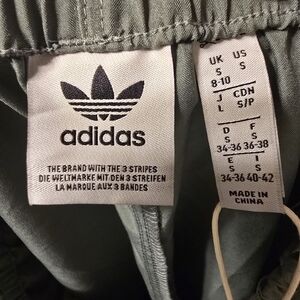 adidas
THE BRAND WITH THE 3 STRIPES
DIE WELTMARKE MIT DEN 3 STREIFEN
LA MARQUE AUX 3 BANDES
UK US
S S
8-10
J CDN
L S/P
D F
S S
34-36 36-38
E I
S S
34-36 40-42
MADE IN
CHINA